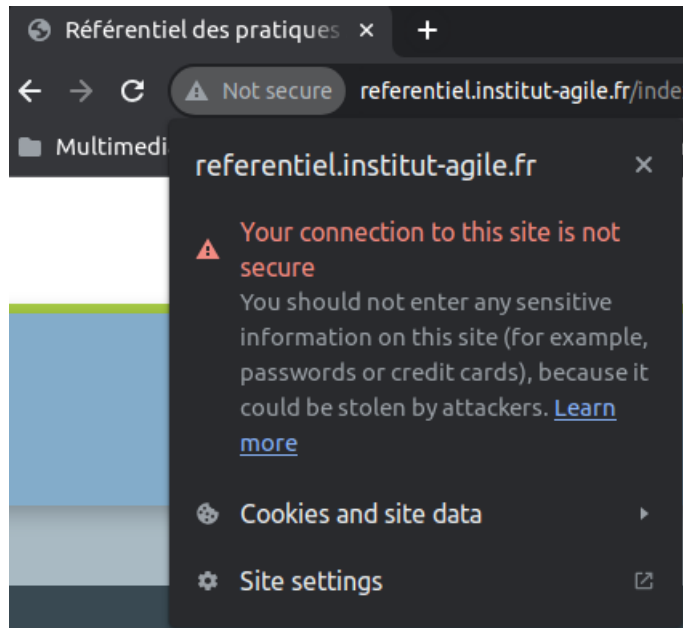 Référentiel des pratiques
Not secure referentiel.institut-agile.fr/inde
Multimedi
referentiel.institut-agile.fr
Your connection to this site is not
secure
You should not enter any sensitive
information on this site (for example,
passwords or credit cards), because it
could be stolen by attackers. Learn
more
Cookies and site data
Site settings